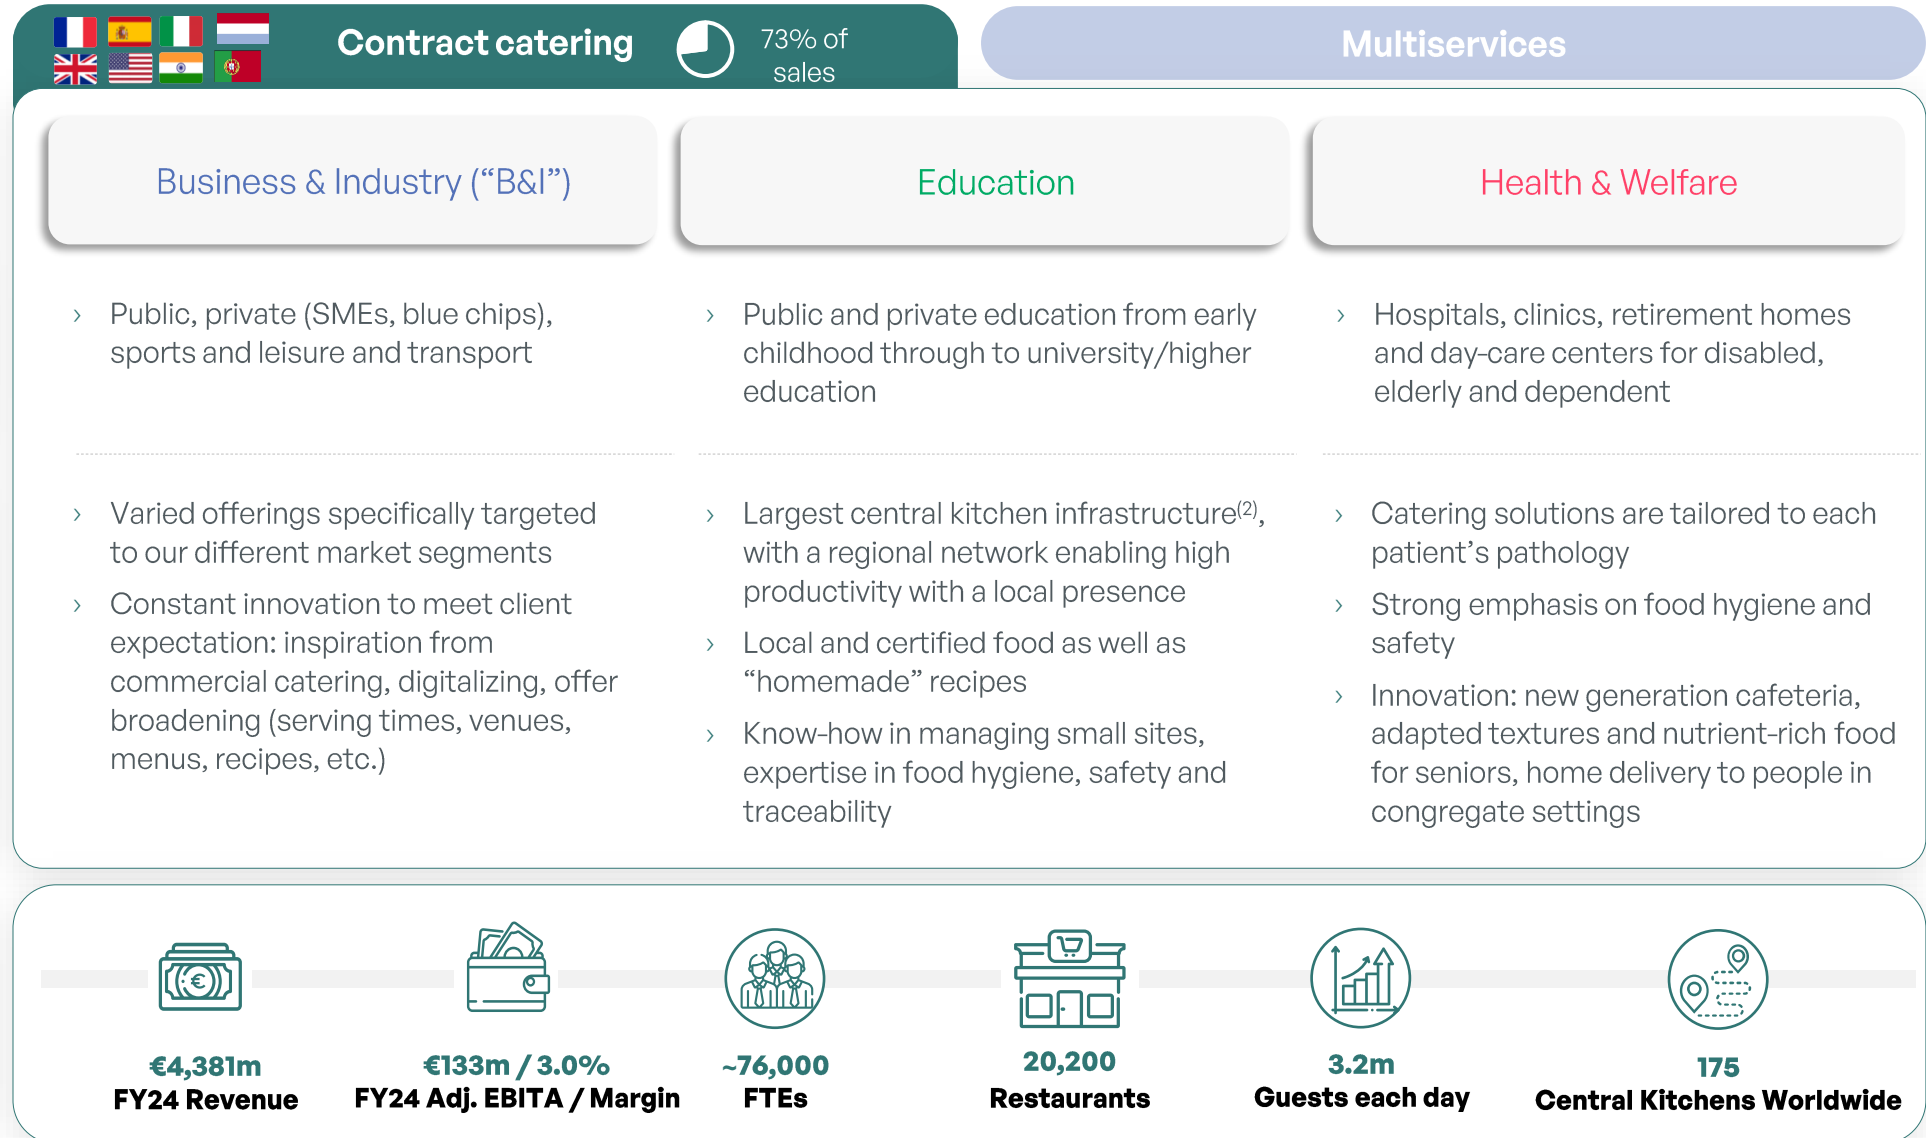 Contract catering
73% of
sales
Multiservices
Business & Industry (“B&I”)
Education
Health & Welfare
› Public, private (SMEs, blue chips),
sports and leisure and transport
› Public and private education from early
childhood through to university/higher
education
› Hospitals, clinics, retirement homes
and day-care centers for disabled,
elderly and dependent
› Varied offerings specifically targeted
to our different market segments
› Constant innovation to meet client
expectation: inspiration from
commercial catering, digitalizing, offer
broadening (serving times, venues,
menus, recipes, etc.)
› Largest central kitchen infrastructure(2),
with a regional network enabling high
productivity with a local presence
› Local and certified food as well as
“homemade” recipes
› Know-how in managing small sites,
expertise in food hygiene, safety and
traceability
› Catering solutions are tailored to each
patient’s pathology
› Strong emphasis on food hygiene and
safety
› Innovation: new generation cafeteria,
adapted textures and nutrient-rich food
for seniors, home delivery to people in
congregate settings
€
€4,381m
FY24 Revenue
€133m / 3.0%
FY24 Adj. EBITA / Margin
~76,000
FTEs
20,200
Restaurants
3.2m
Guests each day
175
Central Kitchens Worldwide